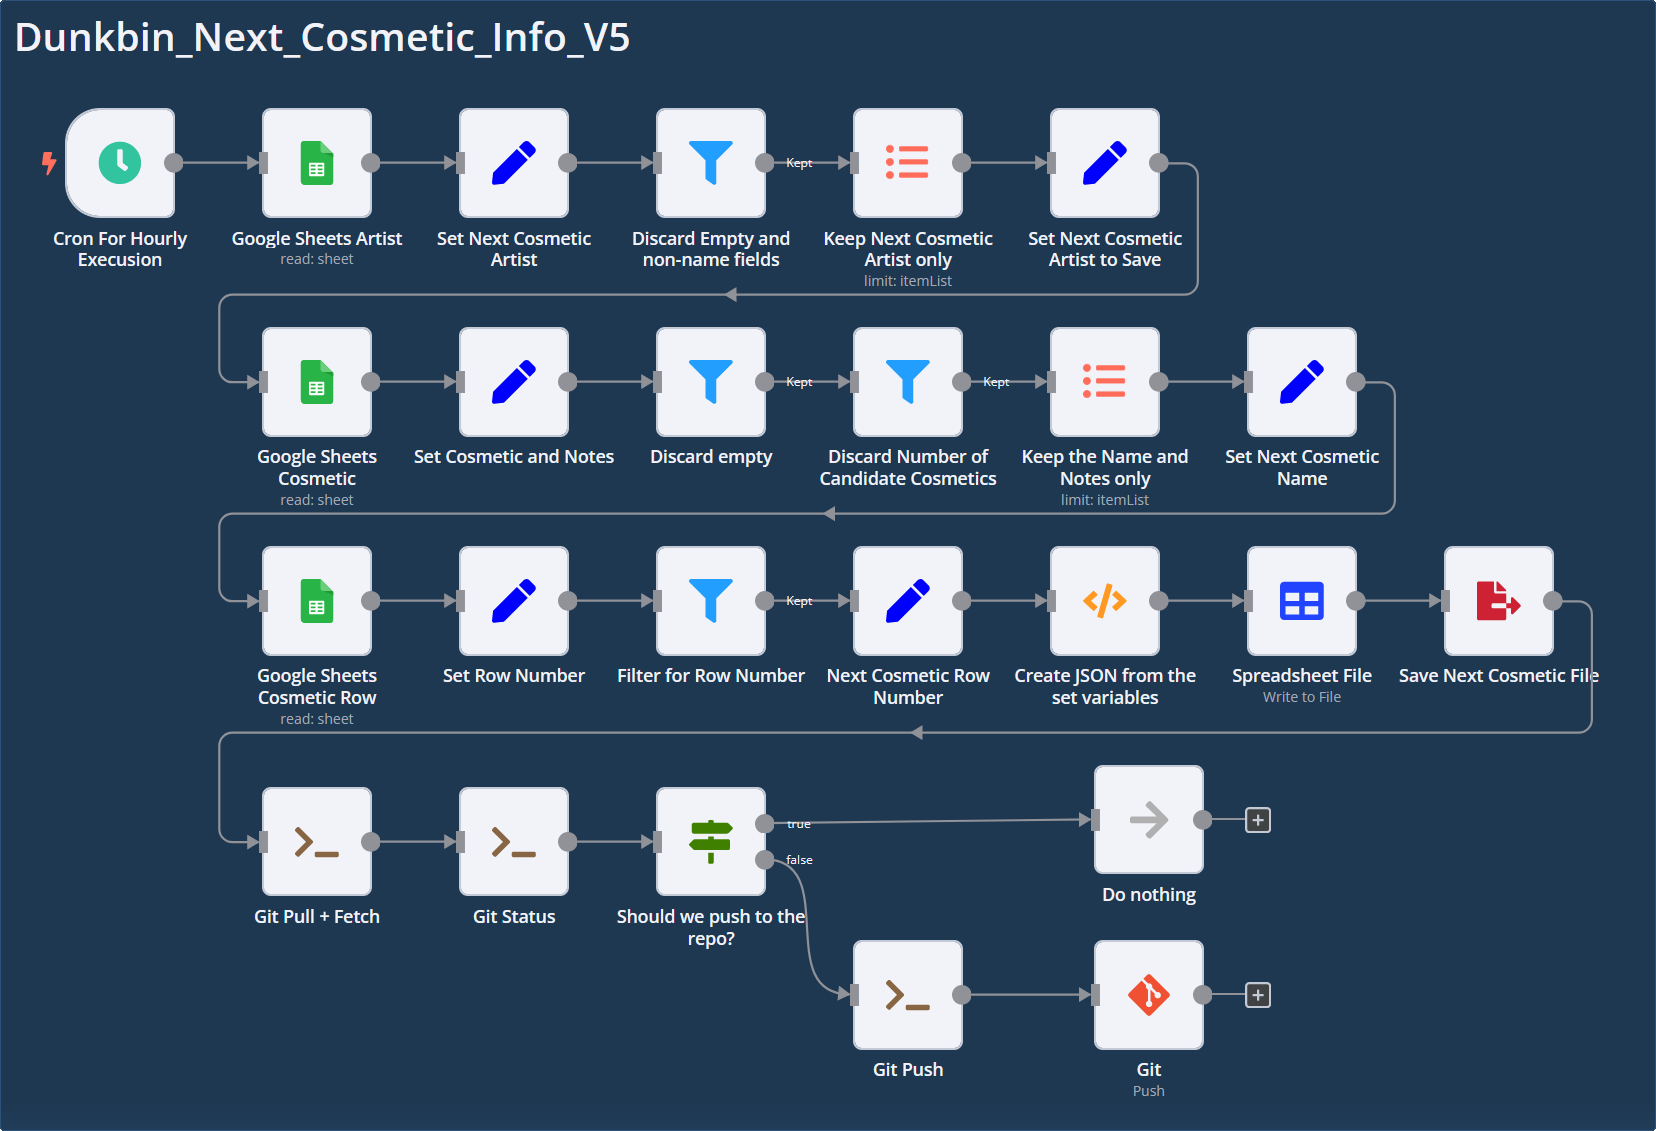 Dunkbin_Next_Cosmetic_Info_V5
Kept
Cron For Hourly
Execusion
Google Sheets Artist
read: sheet
Set Next Cosmetic
Artist
Discard Empty and
non-name fields
Keep Next Cosmetic
Artist only
limit: itemList
Set Next Cosmetic
Artist to Save
Kept
Kept
Google Sheets
Cosmetic
read: sheet
Set Cosmetic and Notes
Discard empty
Discard Number of
Candidate Cosmetics
Keep the Name and
Notes only
limit: itemList
Set Next Cosmetic
Name
Kept
Google Sheets
Cosmetic Row
read: sheet
Set Row Number
Filter for Row Number
Next Cosmetic Row
Number
Create JSON from the
set variables
Spreadsheet File
Write to File
Save Next Cosmetic File
true
false
Git Pull + Fetch
Git Status
Should we push to the
repo?
Do nothing
Git Push
Git
Push